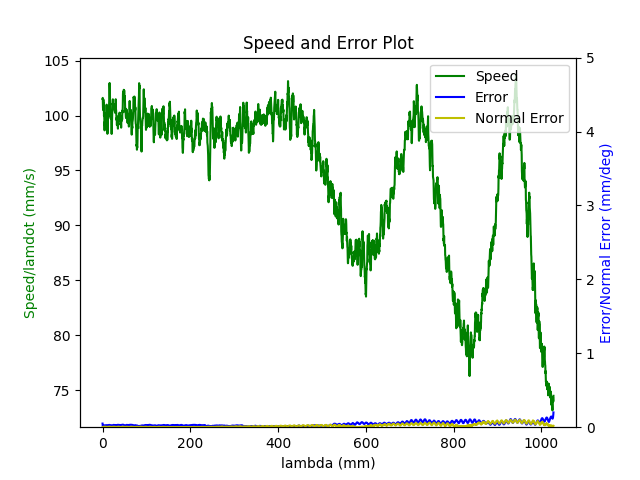 Speed and Error Plot
105
100
95
90
85
80
75
Speed/lamdot (mm/s)
Speed
Error
Normal Error
5
4
3
2
1
0
Error/Normal Error (mm/deg)
0 200 400 600 800 1000
lambda (mm)